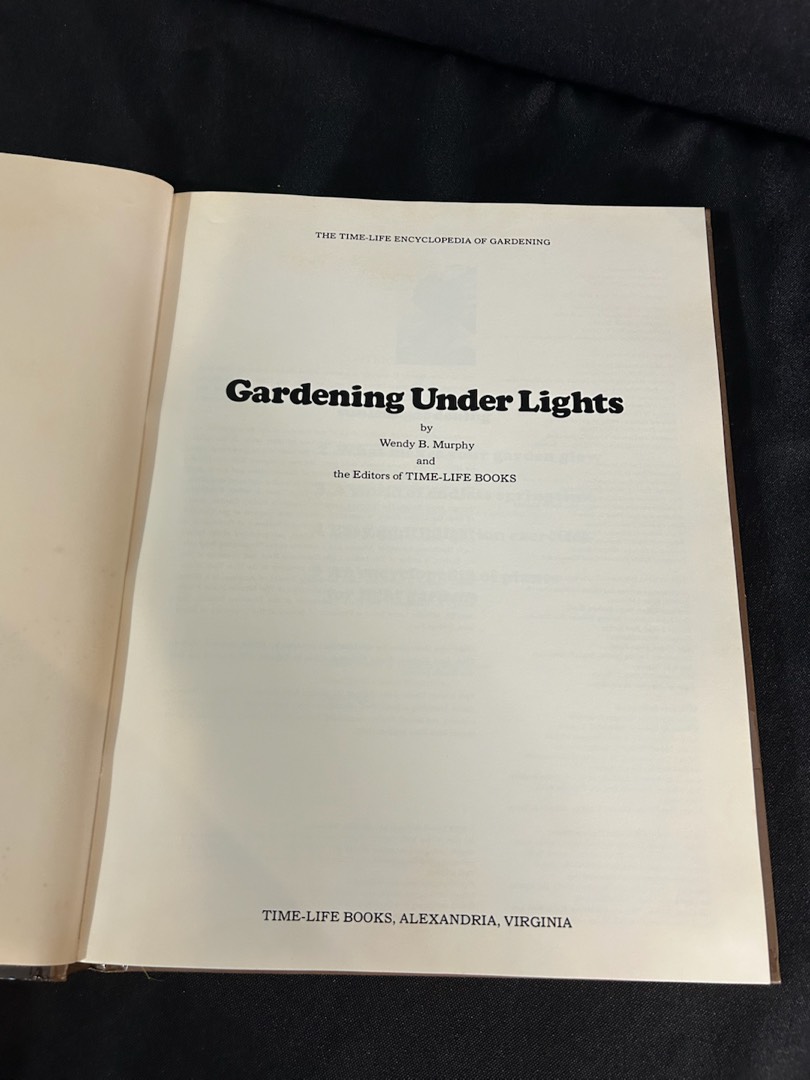 THE TIME-LIFE ENCYCLOPEDIA OF GARDENING
Gardening Under Lights
by
Wendy B. Murphy
and
the Editors of TIME-LIFE BOOKS
TIME-LIFE BOOKS, ALEXANDRIA, VIRGINIA